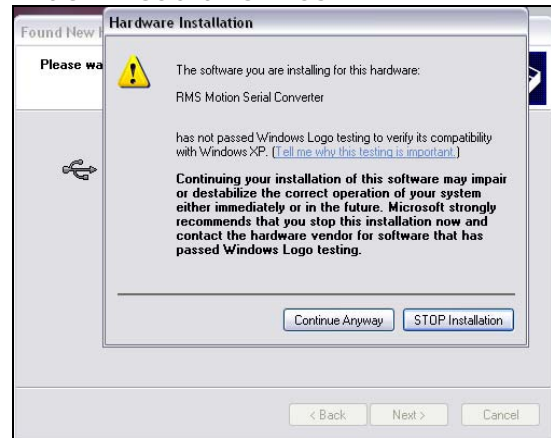 Hardware Installation
Found New H
Please wa
The software you are installing for this hardware:
RMS Motion Serial Converter
has not passed Windows Logo testing to verify its compatibility
with Windows XP. (Tell me why this testing is important.)
Continuing your installation of this software may impair
or destabilize the correct operation of your system
either immediately or in the future. Microsoft strongly
recommends that you stop this installation now and
contact the hardware vendor for software that has
passed Windows Logo testing.
Continue Anyway
STOP Installation
< Back
Next >
Cancel